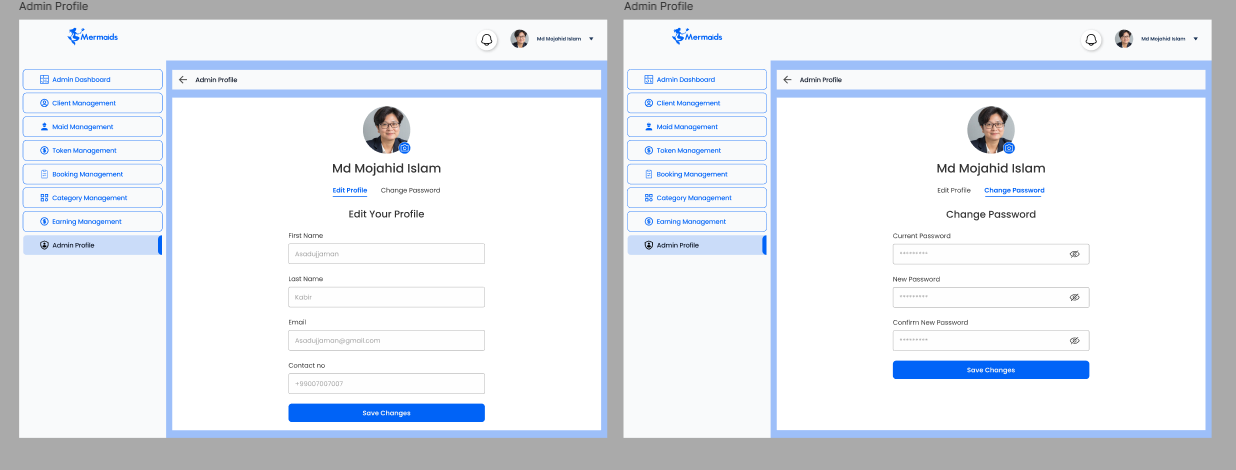 Admin Profile
Mermaids
Md Mojahid Islam
Admin Dashboard
Client Management
Maid Management
Token Management
Booking Management
Category Management
Earning Management
Admin Profile
Admin Profile
Md Mojahid Islam
Edit Profile Change Password
Edit Your Profile
First Name
Asadujjaman
Last Name
Kabir
Email
Asadujjaman@gmail.com
Contact no
+99007007007
Save Changes
Admin Profile
Mermaids
Md Mojahid Islam
Admin Dashboard
Client Management
Maid Management
Token Management
Booking Management
Category Management
Earning Management
Admin Profile
Admin Profile
Md Mojahid Islam
Edit Profile Change Password
Change Password
Current Password
*********
New Password
*********
Confirm New Password
*********
Save Changes